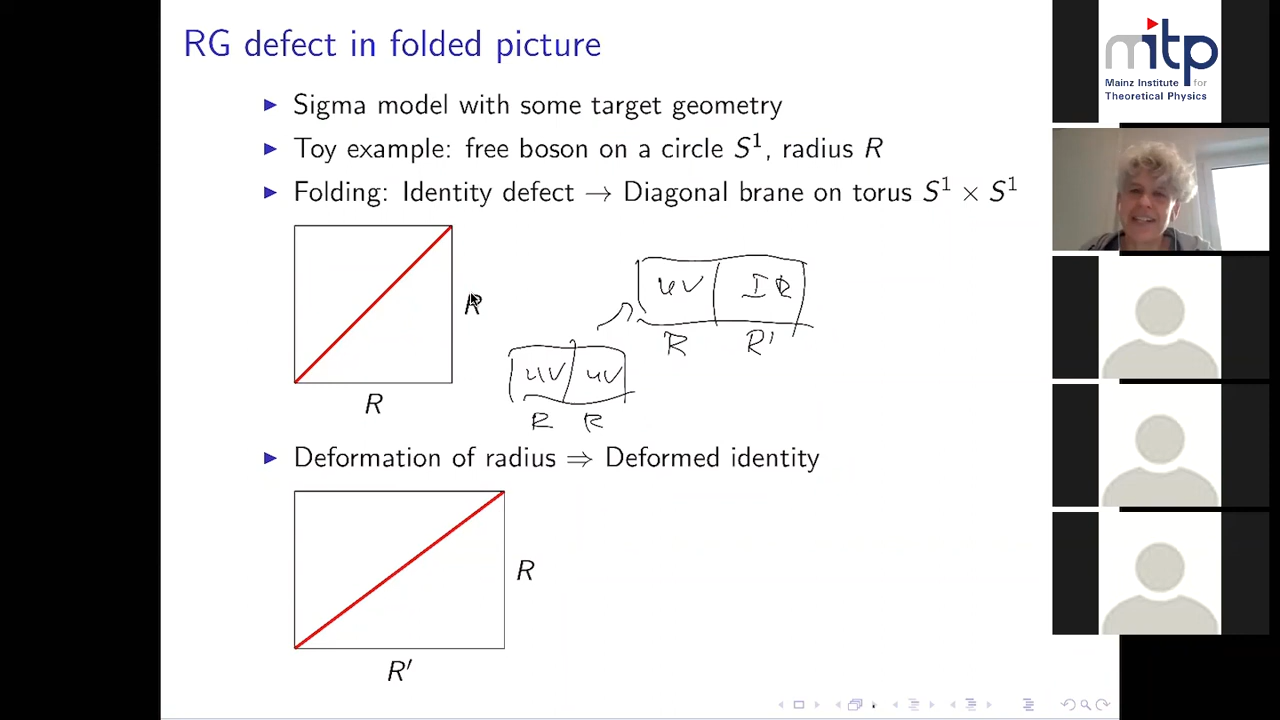 RG defect in folded picture
Sigma model with some target geometry
Toy example: free boson on a circle S¹, radius R
Folding: Identity defect → Diagonal brane on torus S¹ × S¹
R
R
UV IR
R R'
UV UV
R R
Deformation of radius ⇒ Deformed identity
R
R'
mitp
Mainz Institute for
Theoretical Physics